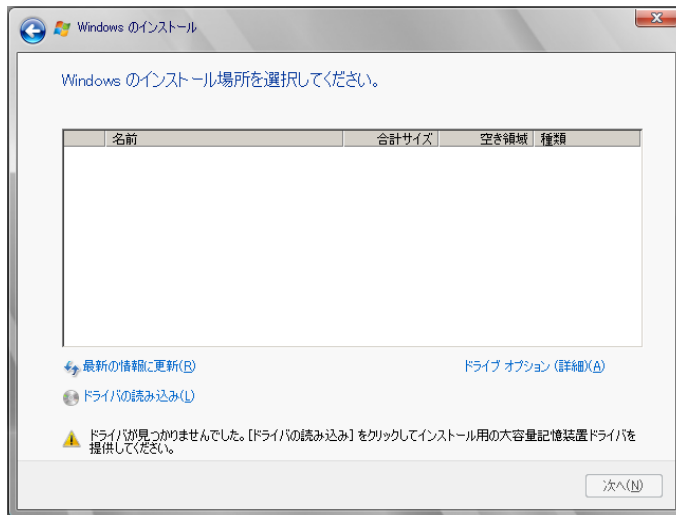 Windows のインストール
Windows のインストール場所を選択してください。
名前 合計サイズ 空き領域 種類
最新の情報に更新(R) ドライブ オプション (詳細)(A)
ドライバの読み込み(L)
ドライバが見つかりませんでした。[ドライバの読み込み] をクリックしてインストール用の大容量記憶装置ドライバを
提供してください。
次へ(N)